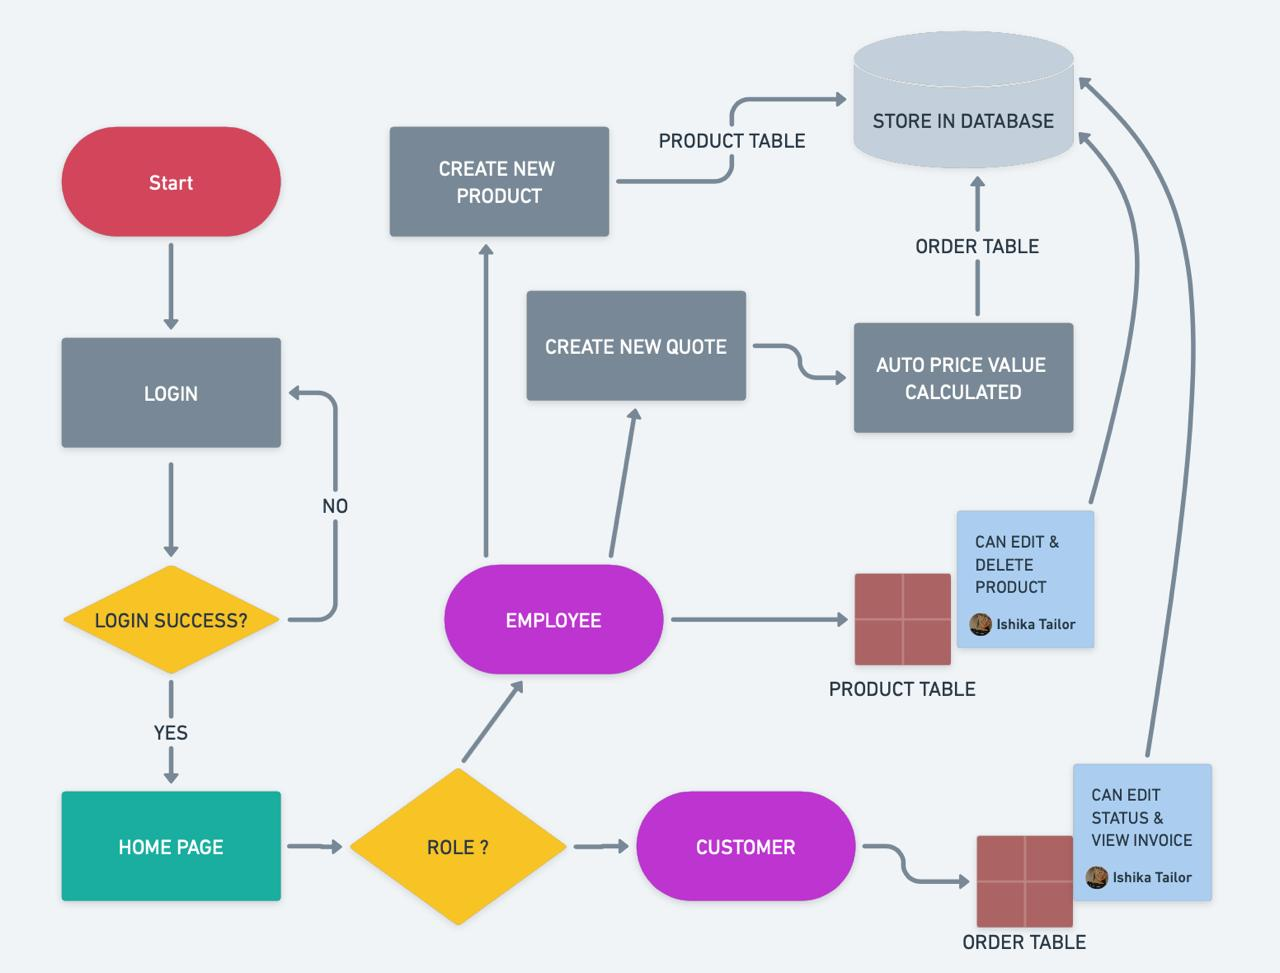 STORE IN DATABASE
PRODUCT TABLE
CREATE NEW
PRODUCT
Start
ORDER TABLE
CREATE NEW QUOTE
AUTO PRICE VALUE
CALCULATED
LOGIN
NO
CAN EDIT &
DELETE
PRODUCT
Ishika Tailor
LOGIN SUCCESS?
EMPLOYEE
PRODUCT TABLE
YES
CAN EDIT
STATUS &
VIEW INVOICE
Ishika Tailor
HOME PAGE
ROLE ?
CUSTOMER
ORDER TABLE